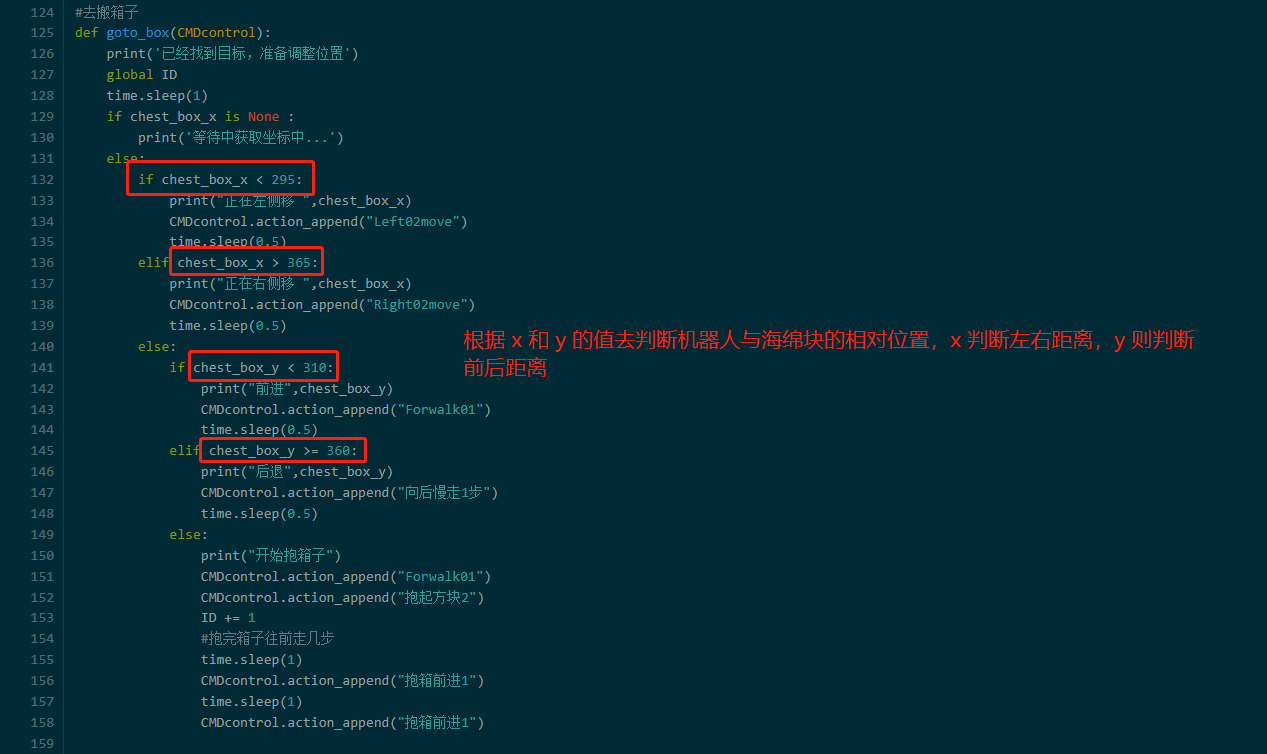 124 #去搬箱子
125 def goto_box(CMDcontrol):
126 print('已经找到目标，准备调整位置')
127 global ID
128 time.sleep(1)
129 if chest_box_x is None :
130 print('等待中获取坐标中...')
131 else:
132 if chest_box_x < 295:
133 print("正在左侧移 ",chest_box_x)
134 CMDcontrol.action_append("Left02move")
135 time.sleep(0.5)
136 elif chest_box_x > 365:
137 print("正在右侧移 ",chest_box_x)
138 CMDcontrol.action_append("Right02move")
139 time.sleep(0.5)
根据 x 和 y 的值去判断机器人与海绵块的相对位置，x 判断左右距离，y 则判断
前后距离
140 else:
141 if chest_box_y < 310:
142 print("前进",chest_box_y)
143 CMDcontrol.action_append("Forwalk01")
144 time.sleep(0.5)
145 elif chest_box_y >= 360:
146 print("后退",chest_box_y)
147 CMDcontrol.action_append("向后慢走1步")
148 time.sleep(0.5)
149 else:
150 print("开始抱箱子")
151 CMDcontrol.action_append("Forwalk01")
152 CMDcontrol.action_append("抱起方块2")
153 ID += 1
154 #抱完箱子往前走几步
155 time.sleep(1)
156 CMDcontrol.action_append("抱箱前进1")
157 time.sleep(1)
158 CMDcontrol.action_append("抱箱前进1")
159